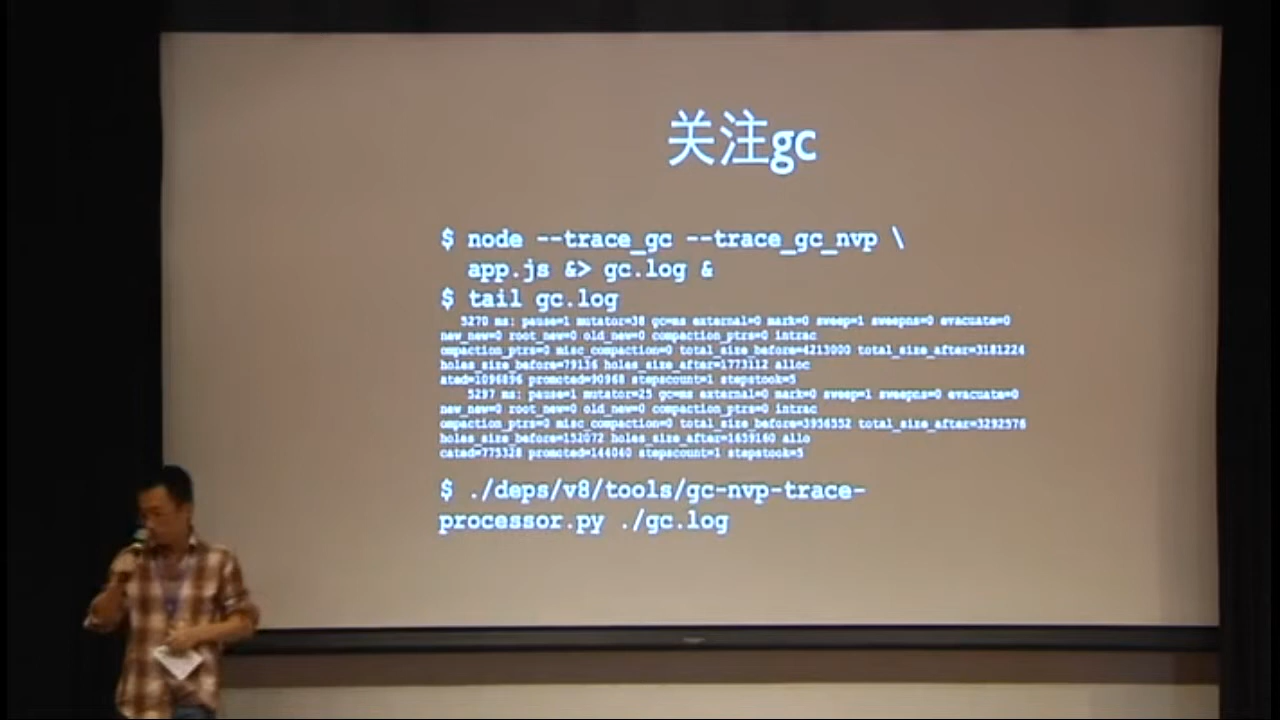 关注gc
$ node --trace_gc --trace_gc_nvp \
app.js &> gc.log &
$ tail gc.log
5270 ms: pause=1 mutator=38 gc=ms external=0 mark=0 sweep=1 sweepns=0 evacuate=0
new_new=0 root_new=0 old_new=0 compaction_ptrs=0 intrac
ompaction_ptrs=0 misc_compaction=0 total_size_before=4213000 total_size_after=3181224
holes_size_before=79136 holes_size_after=1773112 alloc
ated=1096896 promoted=90968 stepscount=1 stepstook=5
5297 ms: pause=1 mutator=25 gc=ms external=0 mark=0 sweep=1 sweepns=0 evacuate=0
new_new=0 root_new=0 old_new=0 compaction_ptrs=0 intrac
ompaction_ptrs=0 misc_compaction=0 total_size_before=3956552 total_size_after=3292576
holes_size_before=152072 holes_size_after=1659160 allo
cated=775328 promoted=144040 stepscount=1 stepstook=5
$ ./deps/v8/tools/gc-nvp-trace-
processor.py ./gc.log